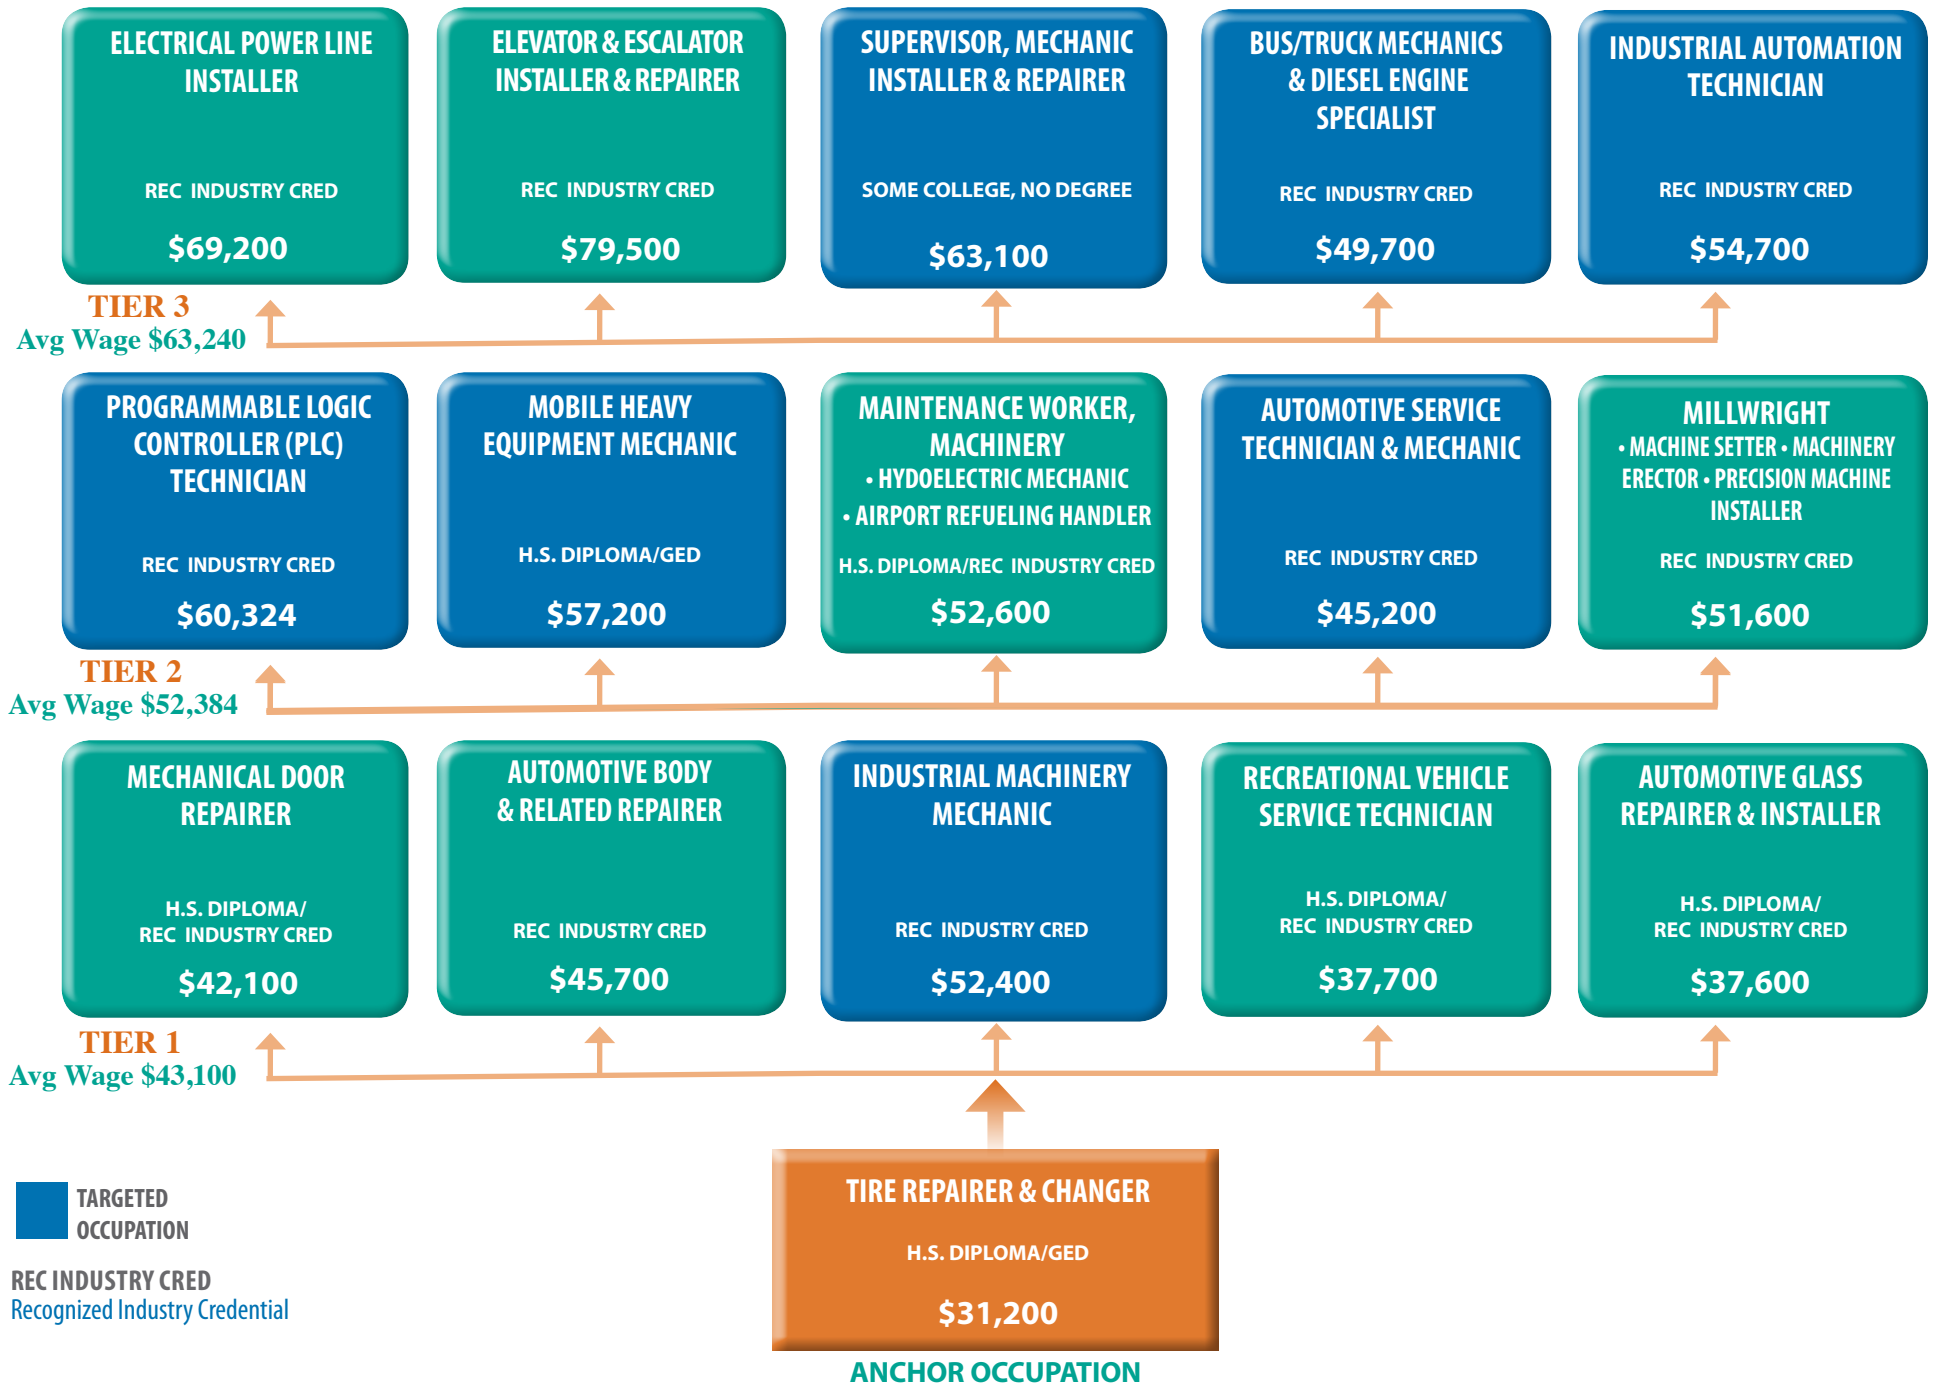 ELECTRICAL POWER LINE
INSTALLER
REC INDUSTRY CRED
$69,200
ELEVATOR & ESCALATOR
INSTALLER & REPAIRER
REC INDUSTRY CRED
$79,500
SUPERVISOR, MECHANIC
INSTALLER & REPAIRER
SOME COLLEGE, NO DEGREE
$63,100
BUS/TRUCK MECHANICS
& DIESEL ENGINE
SPECIALIST
REC INDUSTRY CRED
$49,700
INDUSTRIAL AUTOMATION
TECHNICIAN
REC INDUSTRY CRED
$54,700
TIER 3
Avg Wage $63,240
PROGRAMMABLE LOGIC
CONTROLLER (PLC)
TECHNICIAN
REC INDUSTRY CRED
$60,324
MOBILE HEAVY
EQUIPMENT MECHANIC
H.S. DIPLOMA/GED
$57,200
MAINTENANCE WORKER,
MACHINERY
• HYDOELECTRIC MECHANIC
• AIRPORT REFUELING HANDLER
H.S. DIPLOMA/REC INDUSTRY CRED
$52,600
AUTOMOTIVE SERVICE
TECHNICIAN & MECHANIC
REC INDUSTRY CRED
$45,200
MILLWRIGHT
• MACHINE SETTER • MACHINERY
ERECTOR • PRECISION MACHINE
INSTALLER
REC INDUSTRY CRED
$51,600
TIER 2
Avg Wage $52,384
MECHANICAL DOOR
REPAIRER
H.S. DIPLOMA/
REC INDUSTRY CRED
$42,100
AUTOMOTIVE BODY
& RELATED REPAIRER
REC INDUSTRY CRED
$45,700
INDUSTRIAL MACHINERY
MECHANIC
REC INDUSTRY CRED
$52,400
RECREATIONAL VEHICLE
SERVICE TECHNICIAN
H.S. DIPLOMA/
REC INDUSTRY CRED
$37,700
AUTOMOTIVE GLASS
REPAIRER & INSTALLER
H.S. DIPLOMA/
REC INDUSTRY CRED
$37,600
TIER 1
Avg Wage $43,100
TIRE REPAIRER & CHANGER
H.S. DIPLOMA/GED
$31,200
ANCHOR OCCUPATION
TARGETED
OCCUPATION
REC INDUSTRY CRED
Recognized Industry Credential